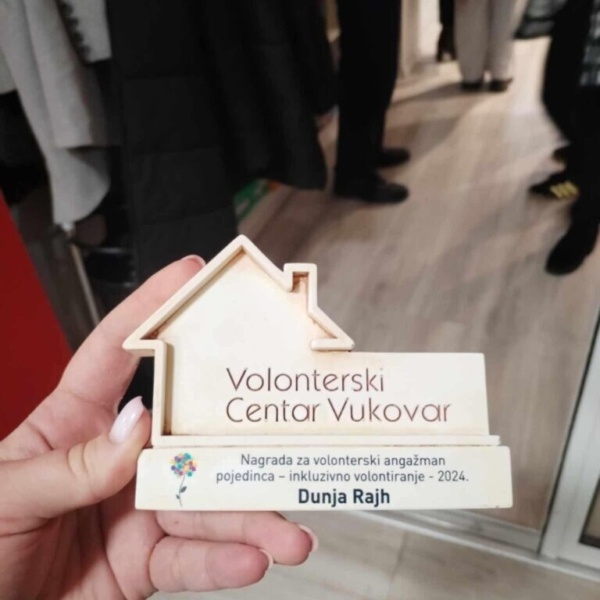 Volonterski
Centar Vukovar
Nagrada za volonterski angažman
pojedinca – inkluzivno volontiranje - 2024.
Dunja Rajh